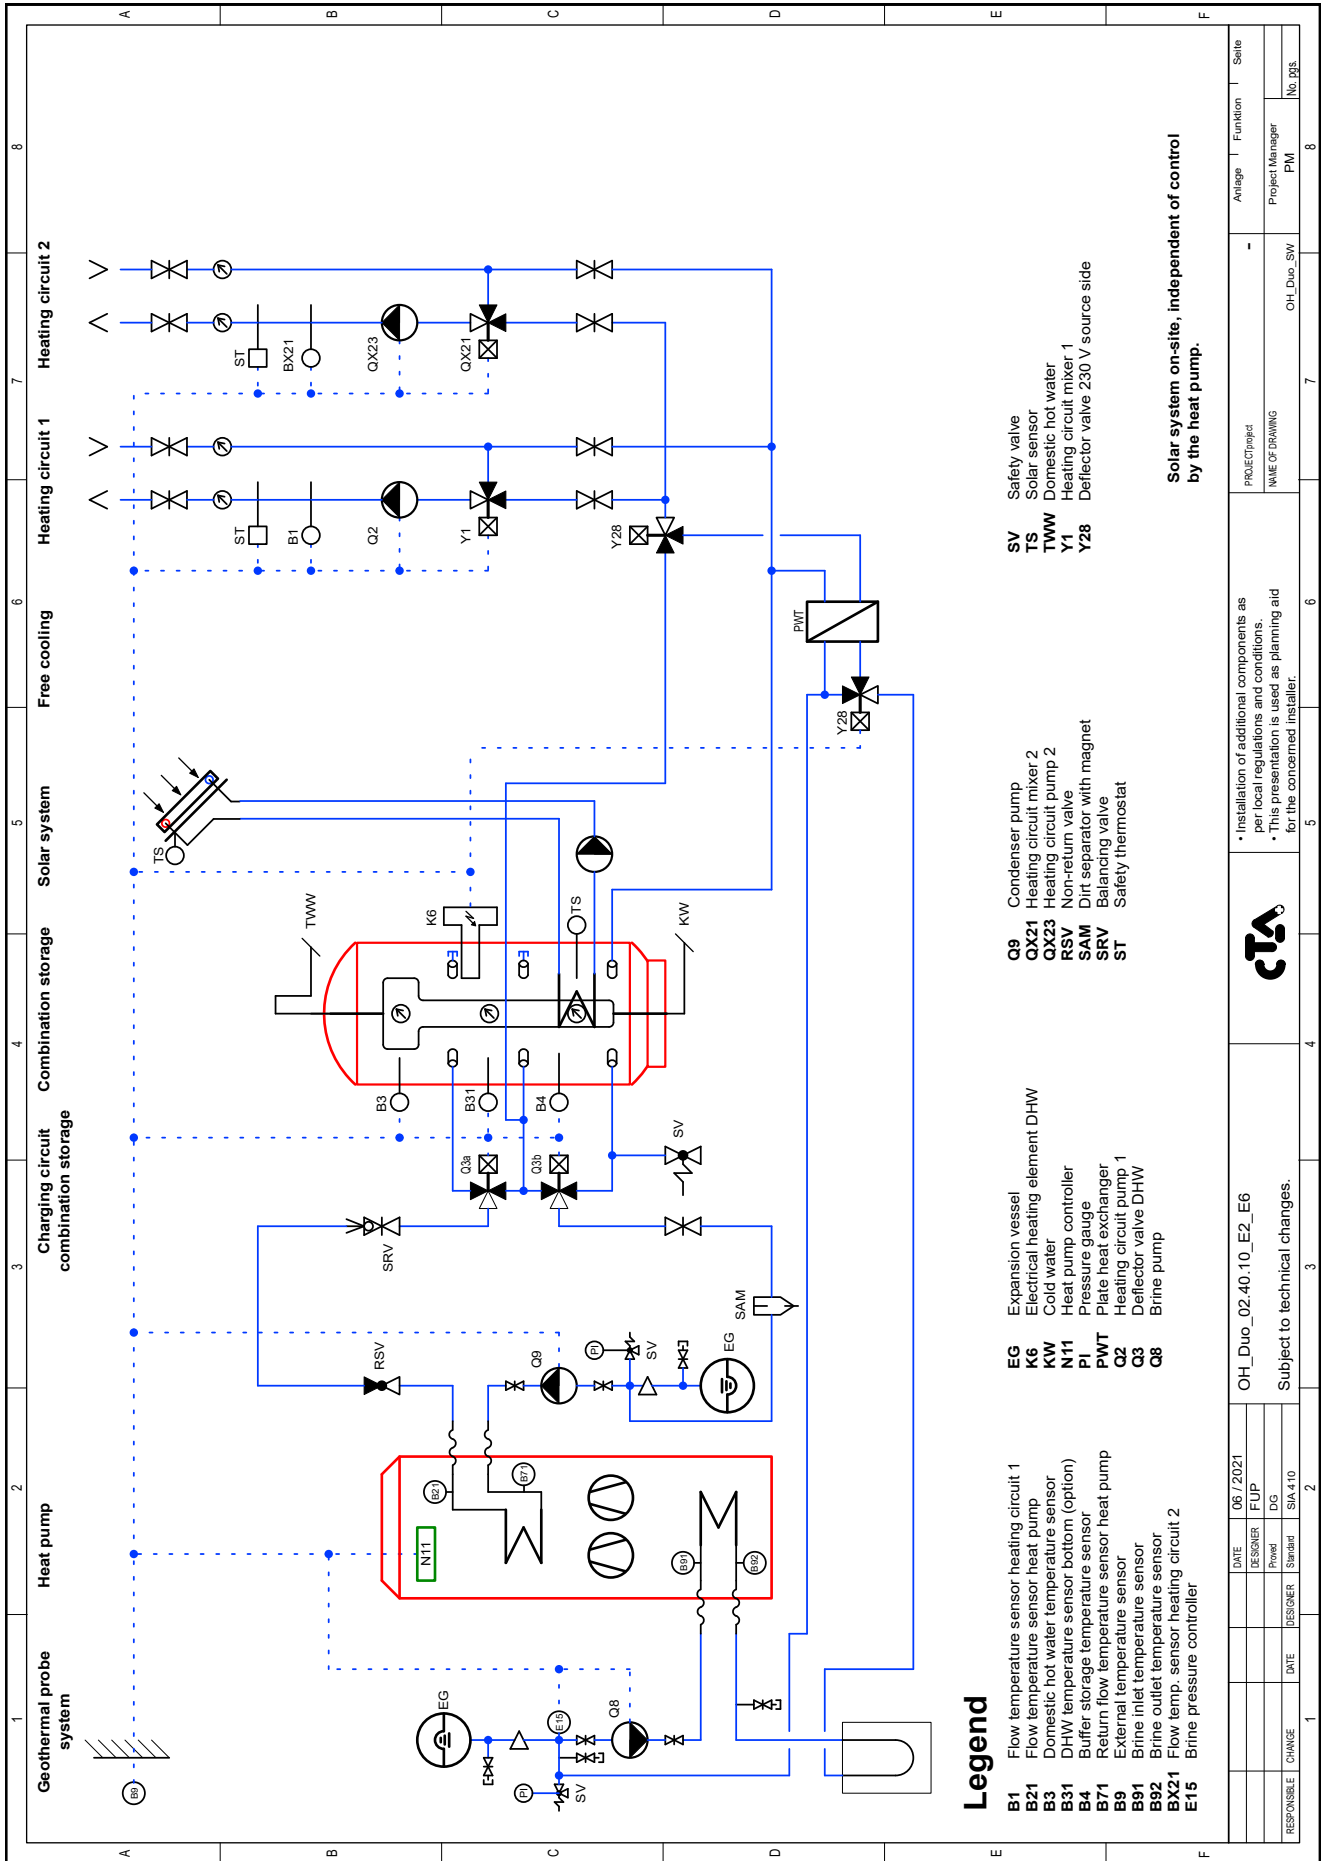 1
2
3
4
5
6
7
8
A
B
C
D
E
F
Geothermal probe
system
Heat pump
Charging circuit
combination storage
Combination storage
Solar system
Free cooling
Heating circuit 1
Heating circuit 2
B9
TS
TWW
ST
ST
B1
BX21
B3
K6
Q2
QX23
RSV
SRV
B21
N11
B71
Q3a
B31
Y1
QX21
EG
Q9
Q3b
B4
TS
KW
Y28
PI
SV
E15
Q8
PI
SV
EG
SAM
SV
B91
B92
PWT
Y28
Legend
B1 Flow temperature sensor heating circuit 1
B21 Flow temperature sensor heat pump
B3 Domestic hot water temperature sensor
B31 DHW temperature sensor bottom (option)
B4 Buffer storage temperature sensor
B71 Return flow temperature sensor heat pump
B9 External temperature sensor
B91 Brine inlet temperature sensor
B92 Brine outlet temperature sensor
BX21 Flow temp. sensor heating circuit 2
E15 Brine pressure controller
EG Expansion vessel
K6 Electrical heating element DHW
KW Cold water
N11 Heat pump controller
PI Pressure gauge
PWT Plate heat exchanger
Q2 Heating circuit pump 1
Q3 Deflector valve DHW
Q8 Brine pump
Q9 Condenser pump
QX21 Heating circuit mixer 2
QX23 Heating circuit pump 2
RSV Non-return valve
SAM Dirt separator with magnet
SRV Balancing valve
ST Safety thermostat
SV Safety valve
TS Solar sensor
TWW Domestic hot water
Y1 Heating circuit mixer 1
Y28 Deflector valve 230 V source side
Solar system on-site, independent of control
by the heat pump.
RESPONSIBLE CHANGE DATE DESIGNER
DATE 06 / 2021
DESIGNER FUP
Proved DG
Standard SIA 410
OH_Duo_02.40.10_E2_E6
Subject to technical changes.
CTA
• Installation of additional components as
per local regulations and conditions.
• This presentation is used as planning aid
for the concerned installer.
PROJECT/project -
NAME OF DRAWING OH_Duo_SW
Anlage Funktion Seite
Project Manager
PM
No. pgs.
1
2
3
4
5
6
7
8
A
B
C
D
E
F